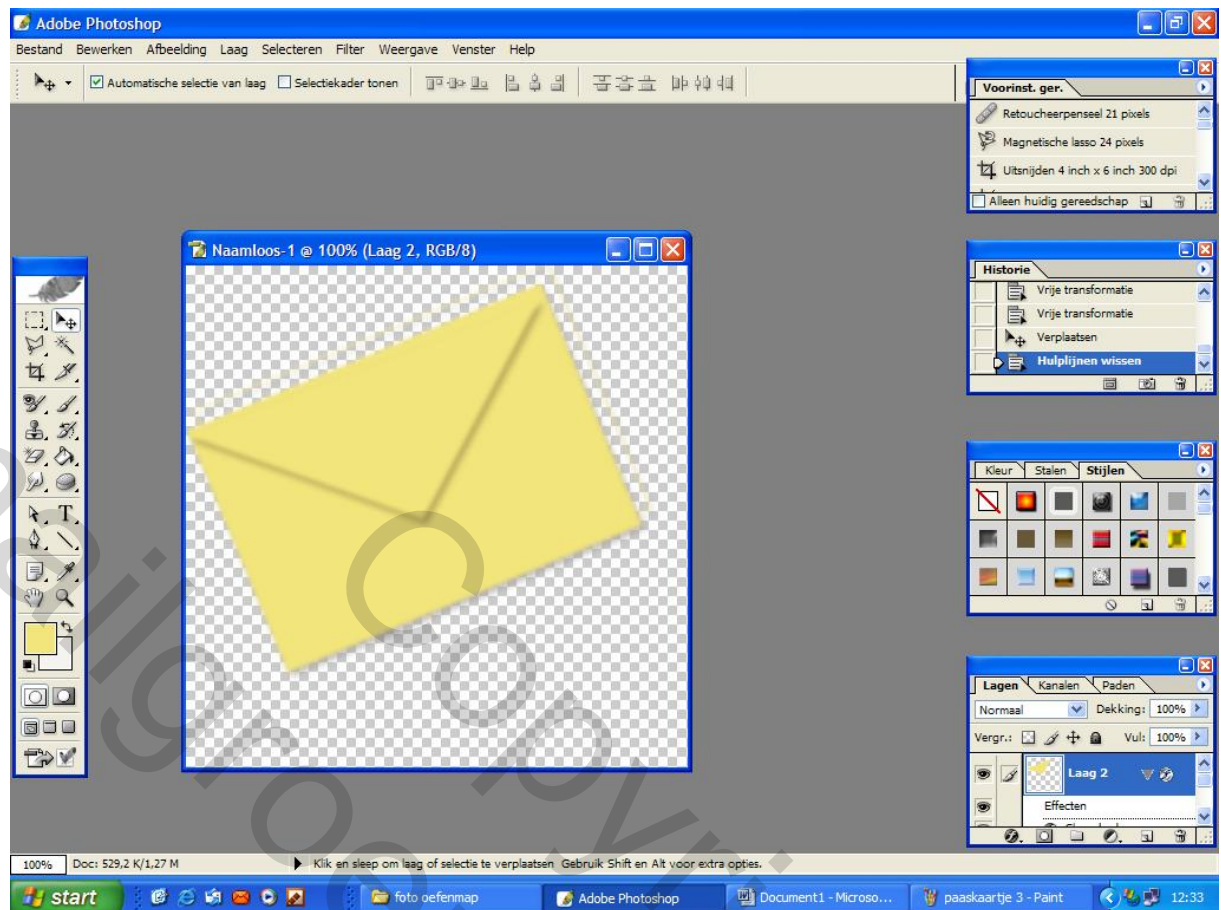 Adobe Photoshop
Bestand Bewerken Afbeelding Laag Selecteren Filter Weergave Venster Help
Automatische selectie van laag Selectiekader tonen
Voorinst. ger.
Retoucheerpenseel 21 pixels
Magnetische lasso 24 pixels
Uitsnijden 4 inch x 6 inch 300 dpi
Alleen huidig gereedschap
Naamloos-1 @ 100% (Laag 2, RGB/8)
Historie
Vrije transformatie
Vrije transformatie
Verplaatsen
Hulplijnen wissen
Kleur Stalen Stijlen
Lagen Kanalen Paden
Normaal Dekking: 100%
Vergr.: Vul: 100%
Laag 2
Effecten
100% Doc: 529,2 K/1,27 M Klik en sleep om laag of selectie te verplaatsen Gebruik Shift en Alt voor extra opties.
start foto oefenmap Adobe Photoshop Document1 - Microso... paaskaartje 3 - Paint 12:33